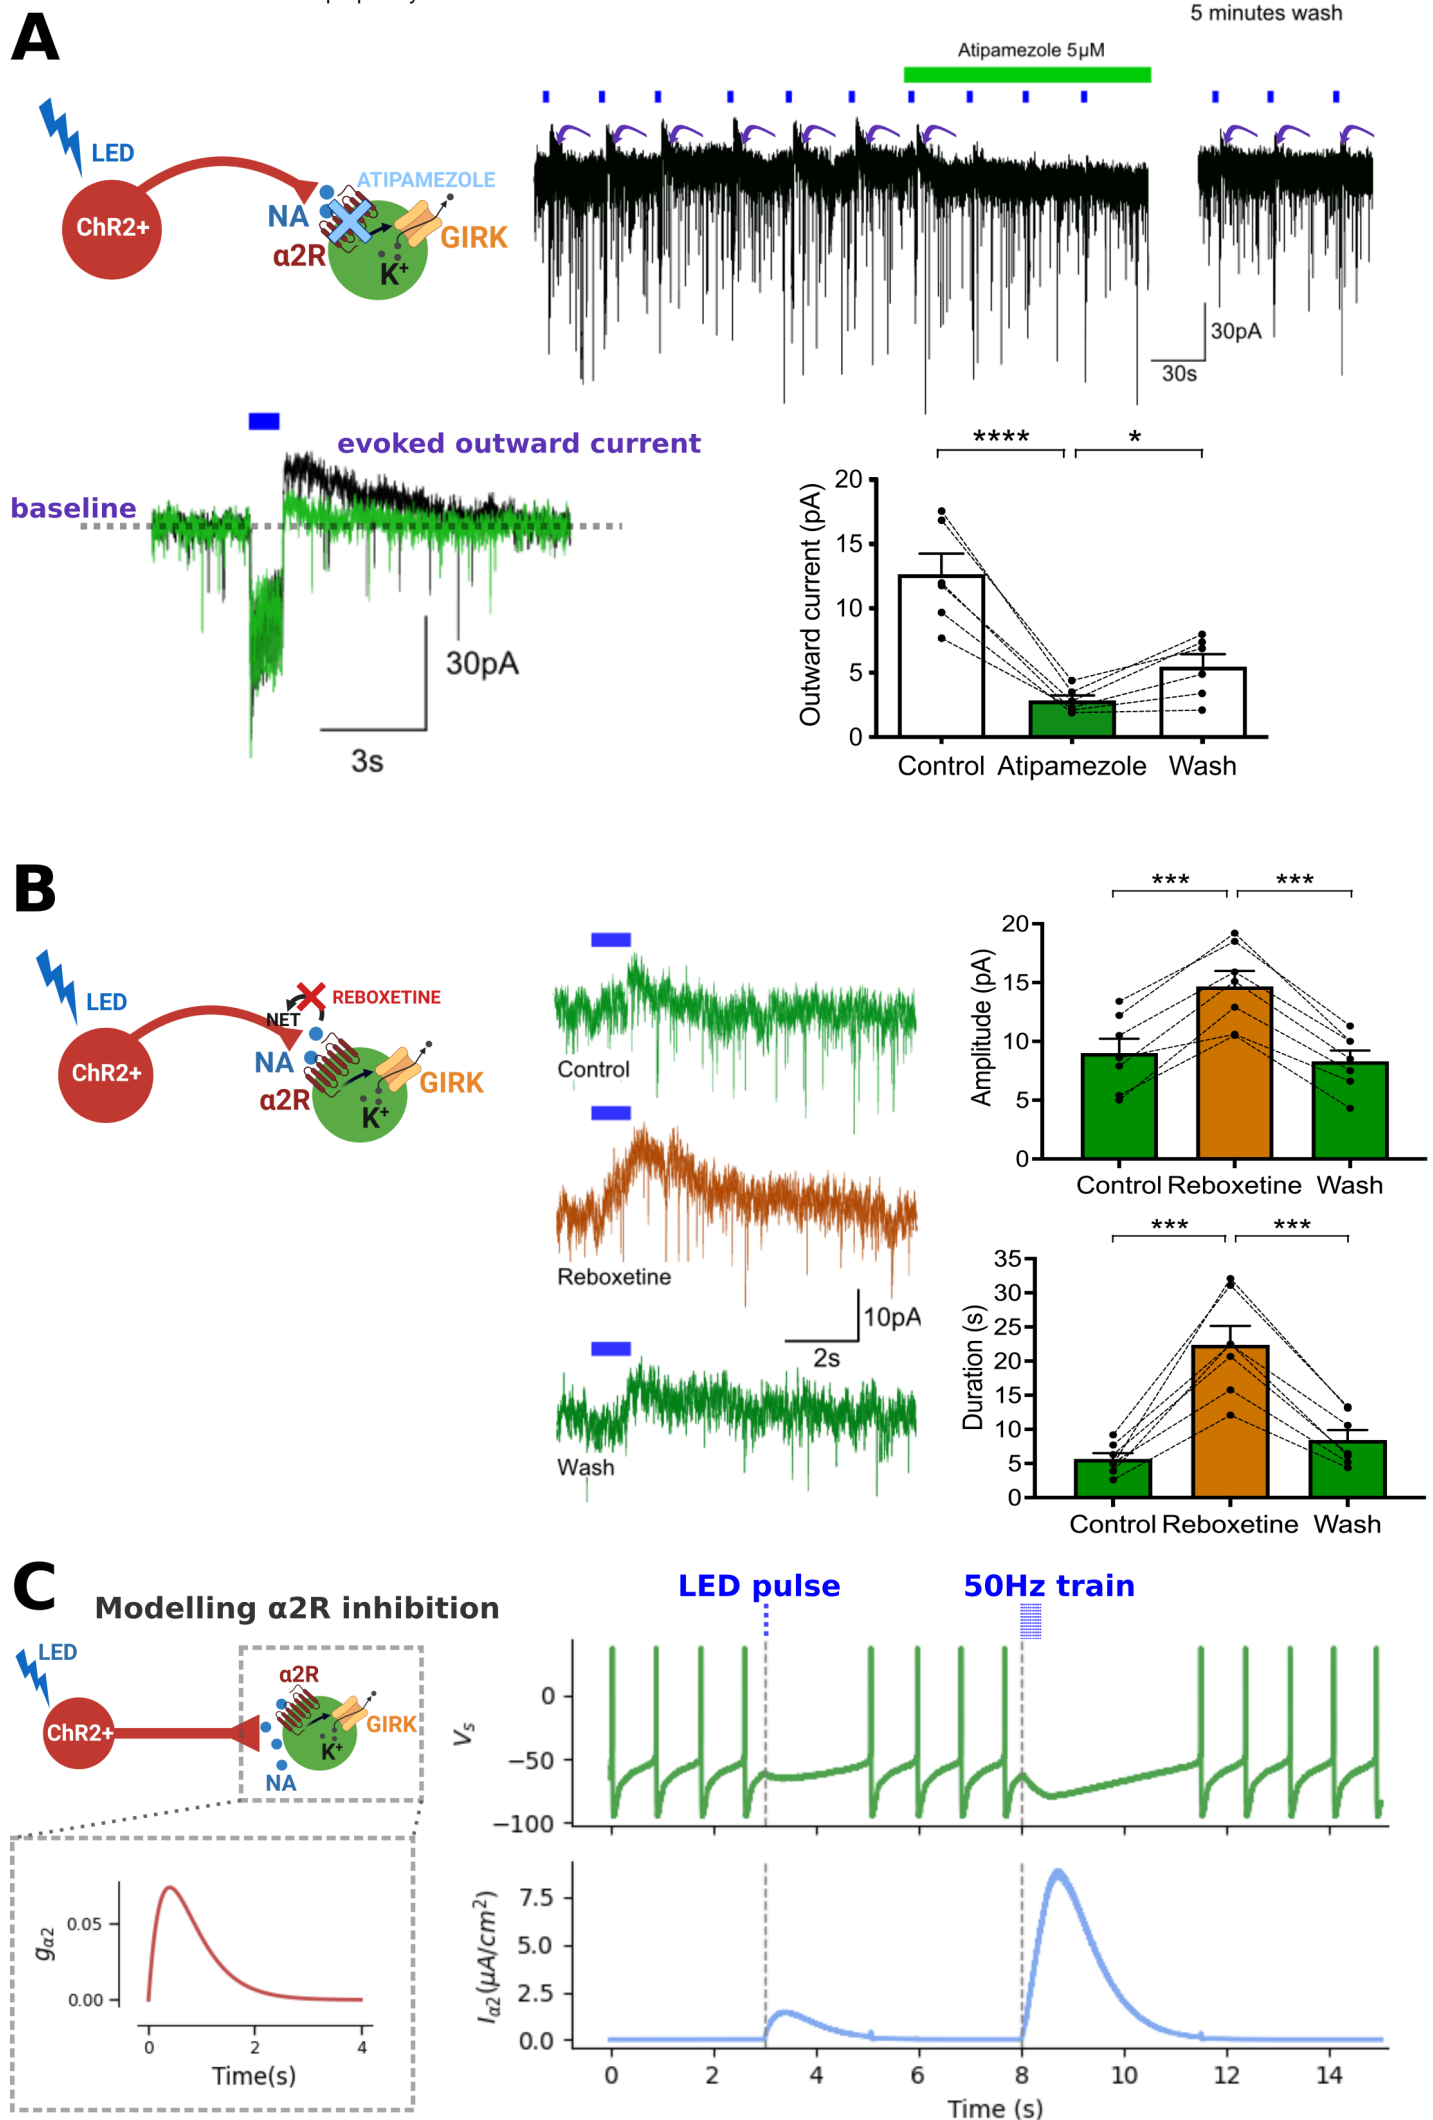 A
5 minutes wash
Atipamezole 5µM
LED
ChR2+
ATIPAMEZOLE
NA
α2R
GIRK
K+
30pA
30s
evoked outward current
baseline
30pA
3s
**** *
Outward current (pA)
20
15
10
5
0
Control Atipamezole Wash
B
LED
ChR2+
REBOXETINE
NET
NA
α2R
GIRK
K+
Control
Reboxetine
10pA
2s
Wash
*** ***
Amplitude (pA)
20
15
10
5
0
Control Reboxetine Wash
*** ***
Duration (s)
35
30
25
20
15
10
5
0
Control Reboxetine Wash
C
Modelling α2R inhibition
LED
ChR2+
α2R
GIRK
K+
NA
gα2
0.05
0.00
0 2 4
Time(s)
LED pulse 50Hz train
Vs
0
−50
−100
Iα2(µA/cm²)
7.5
5.0
2.5
0.0
0 2 4 6 8 10 12 14
Time (s)